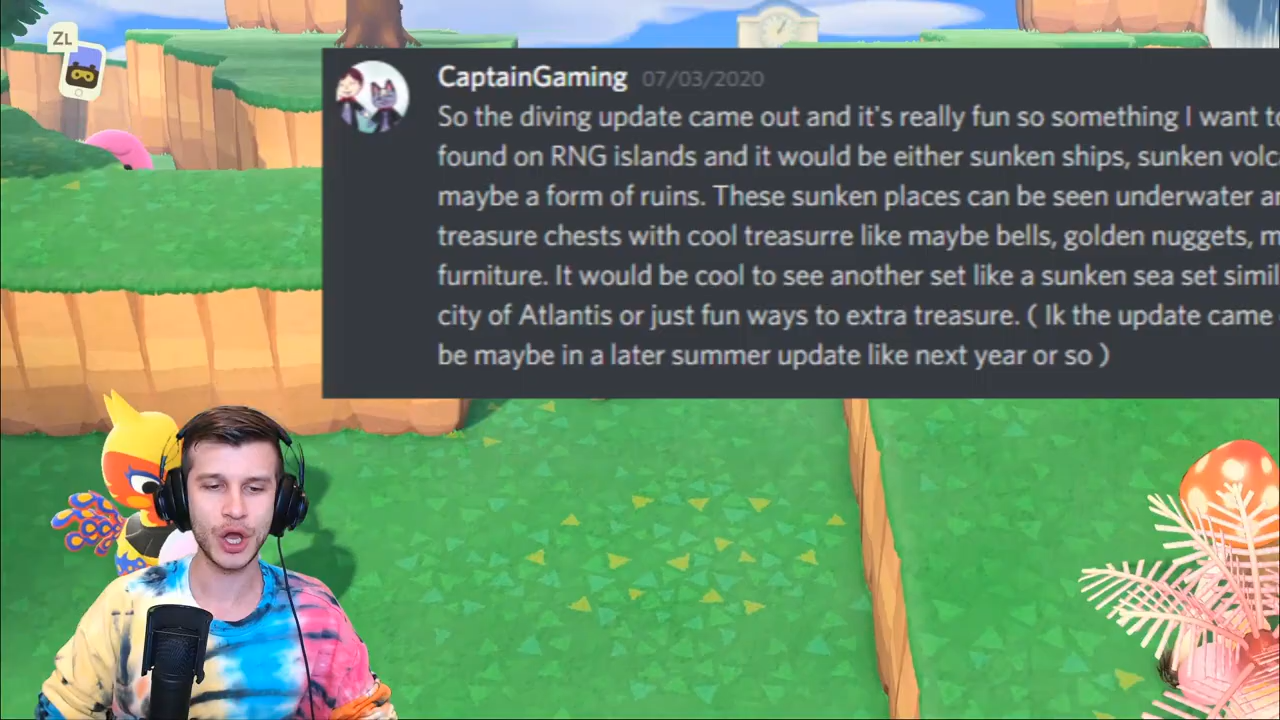 ZL
CaptainGaming 07/03/2020
So the diving update came out and it's really fun so something I want to
found on RNG islands and it would be either sunken ships, sunken volc
maybe a form of ruins. These sunken places can be seen underwater an
treasure chests with cool treasurre like maybe bells, golden nuggets, m
furniture. It would be cool to see another set like a sunken sea set simil
city of Atlantis or just fun ways to extra treasure. ( Ik the update came
be maybe in a later summer update like next year or so )